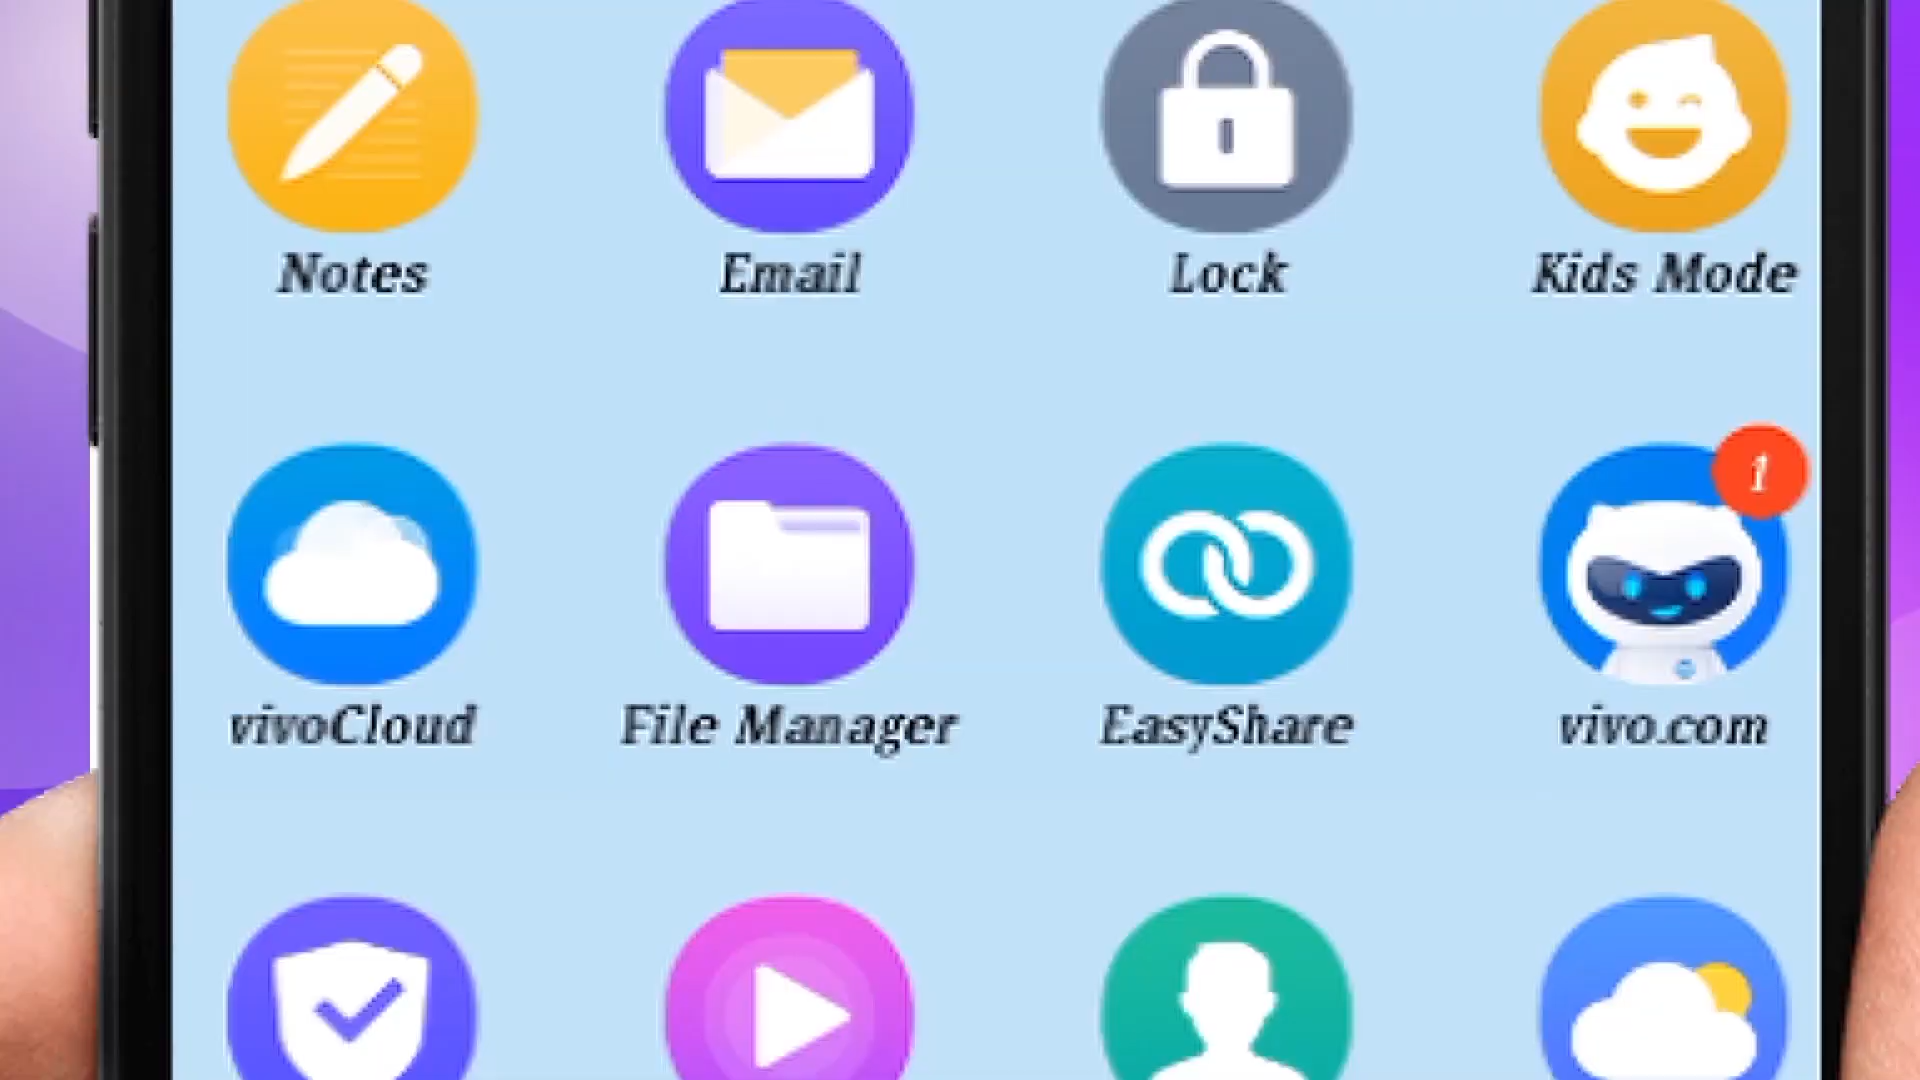 Notes
Email
Lock
Kids Mode
1
vivoCloud
File Manager
EasyShare
vivo.com